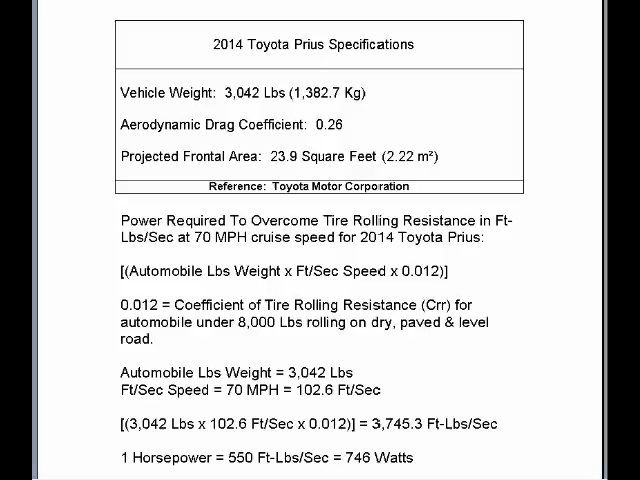 2014 Toyota Prius Specifications
Vehicle Weight: 3,042 Lbs (1,382.7 Kg)
Aerodynamic Drag Coefficient: 0.26
Projected Frontal Area: 23.9 Square Feet (2.22 m²)
Reference: Toyota Motor Corporation
Power Required To Overcome Tire Rolling Resistance in Ft-
Lbs/Sec at 70 MPH cruise speed for 2014 Toyota Prius:
[(Automobile Lbs Weight x Ft/Sec Speed x 0.012)]
0.012 = Coefficient of Tire Rolling Resistance (Crr) for
automobile under 8,000 Lbs rolling on dry, paved & level
road.
Automobile Lbs Weight = 3,042 Lbs
Ft/Sec Speed = 70 MPH = 102.6 Ft/Sec
[(3,042 Lbs x 102.6 Ft/Sec x 0.012)] = 3,745.3 Ft-Lbs/Sec
1 Horsepower = 550 Ft-Lbs/Sec = 746 Watts